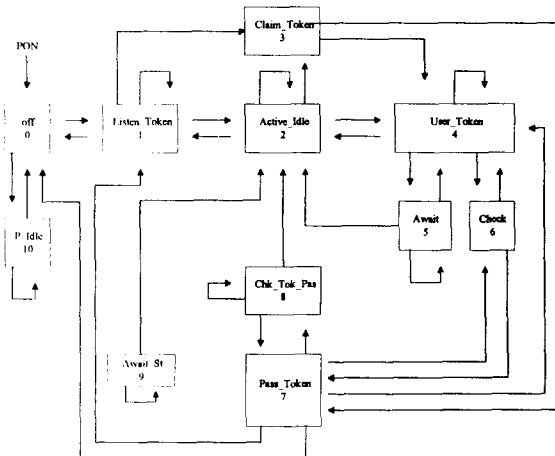 Claim_Token
3
PON
off
0
Listen_Token
1
Active_Idle
2
User_Token
4
P_Idle
10
Await
5
Check
6
Chk_Tok_Pas
8
Await_St
9
Pass_Token
7